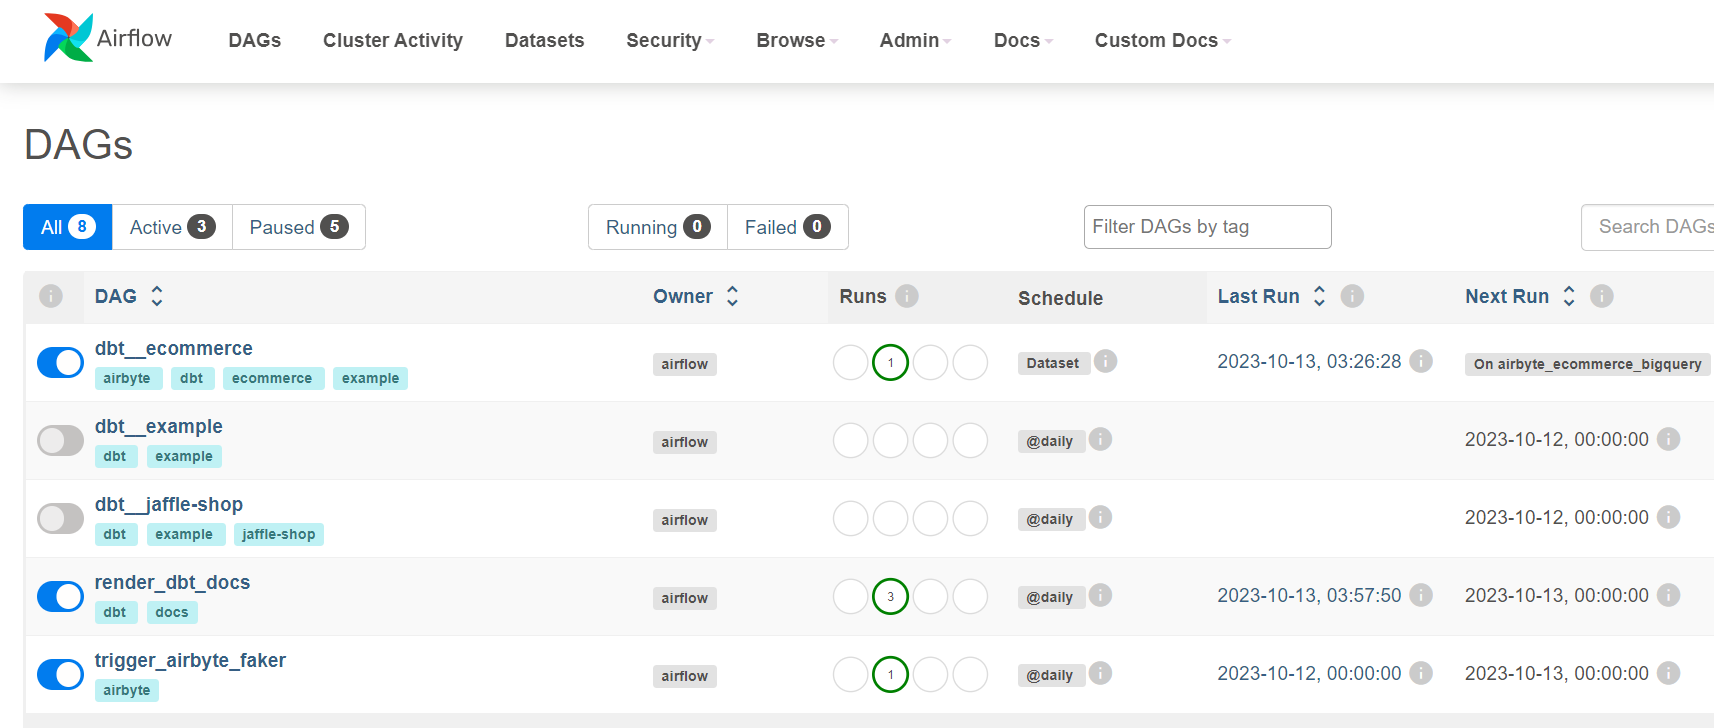 Airflow DAGs Cluster Activity Datasets Security Browse Admin Docs Custom Docs
DAGs
All 8 Active 3 Paused 5 Running 0 Failed 0 Filter DAGs by tag Search DAGs
i DAG Owner Runs i Schedule Last Run i Next Run i
dbt__ecommerce
airbyte dbt ecommerce example airflow 1 Dataset i 2023-10-13, 03:26:28 i On airbyte_ecommerce_bigquery
dbt__example
dbt example airflow @daily i 2023-10-12, 00:00:00 i
dbt__jaffle-shop
dbt example jaffle-shop airflow @daily i 2023-10-12, 00:00:00 i
render_dbt_docs
dbt docs airflow 3 @daily i 2023-10-13, 03:57:50 i 2023-10-13, 00:00:00 i
trigger_airbyte_faker
airbyte airflow 1 @daily i 2023-10-12, 00:00:00 i 2023-10-13, 00:00:00 i